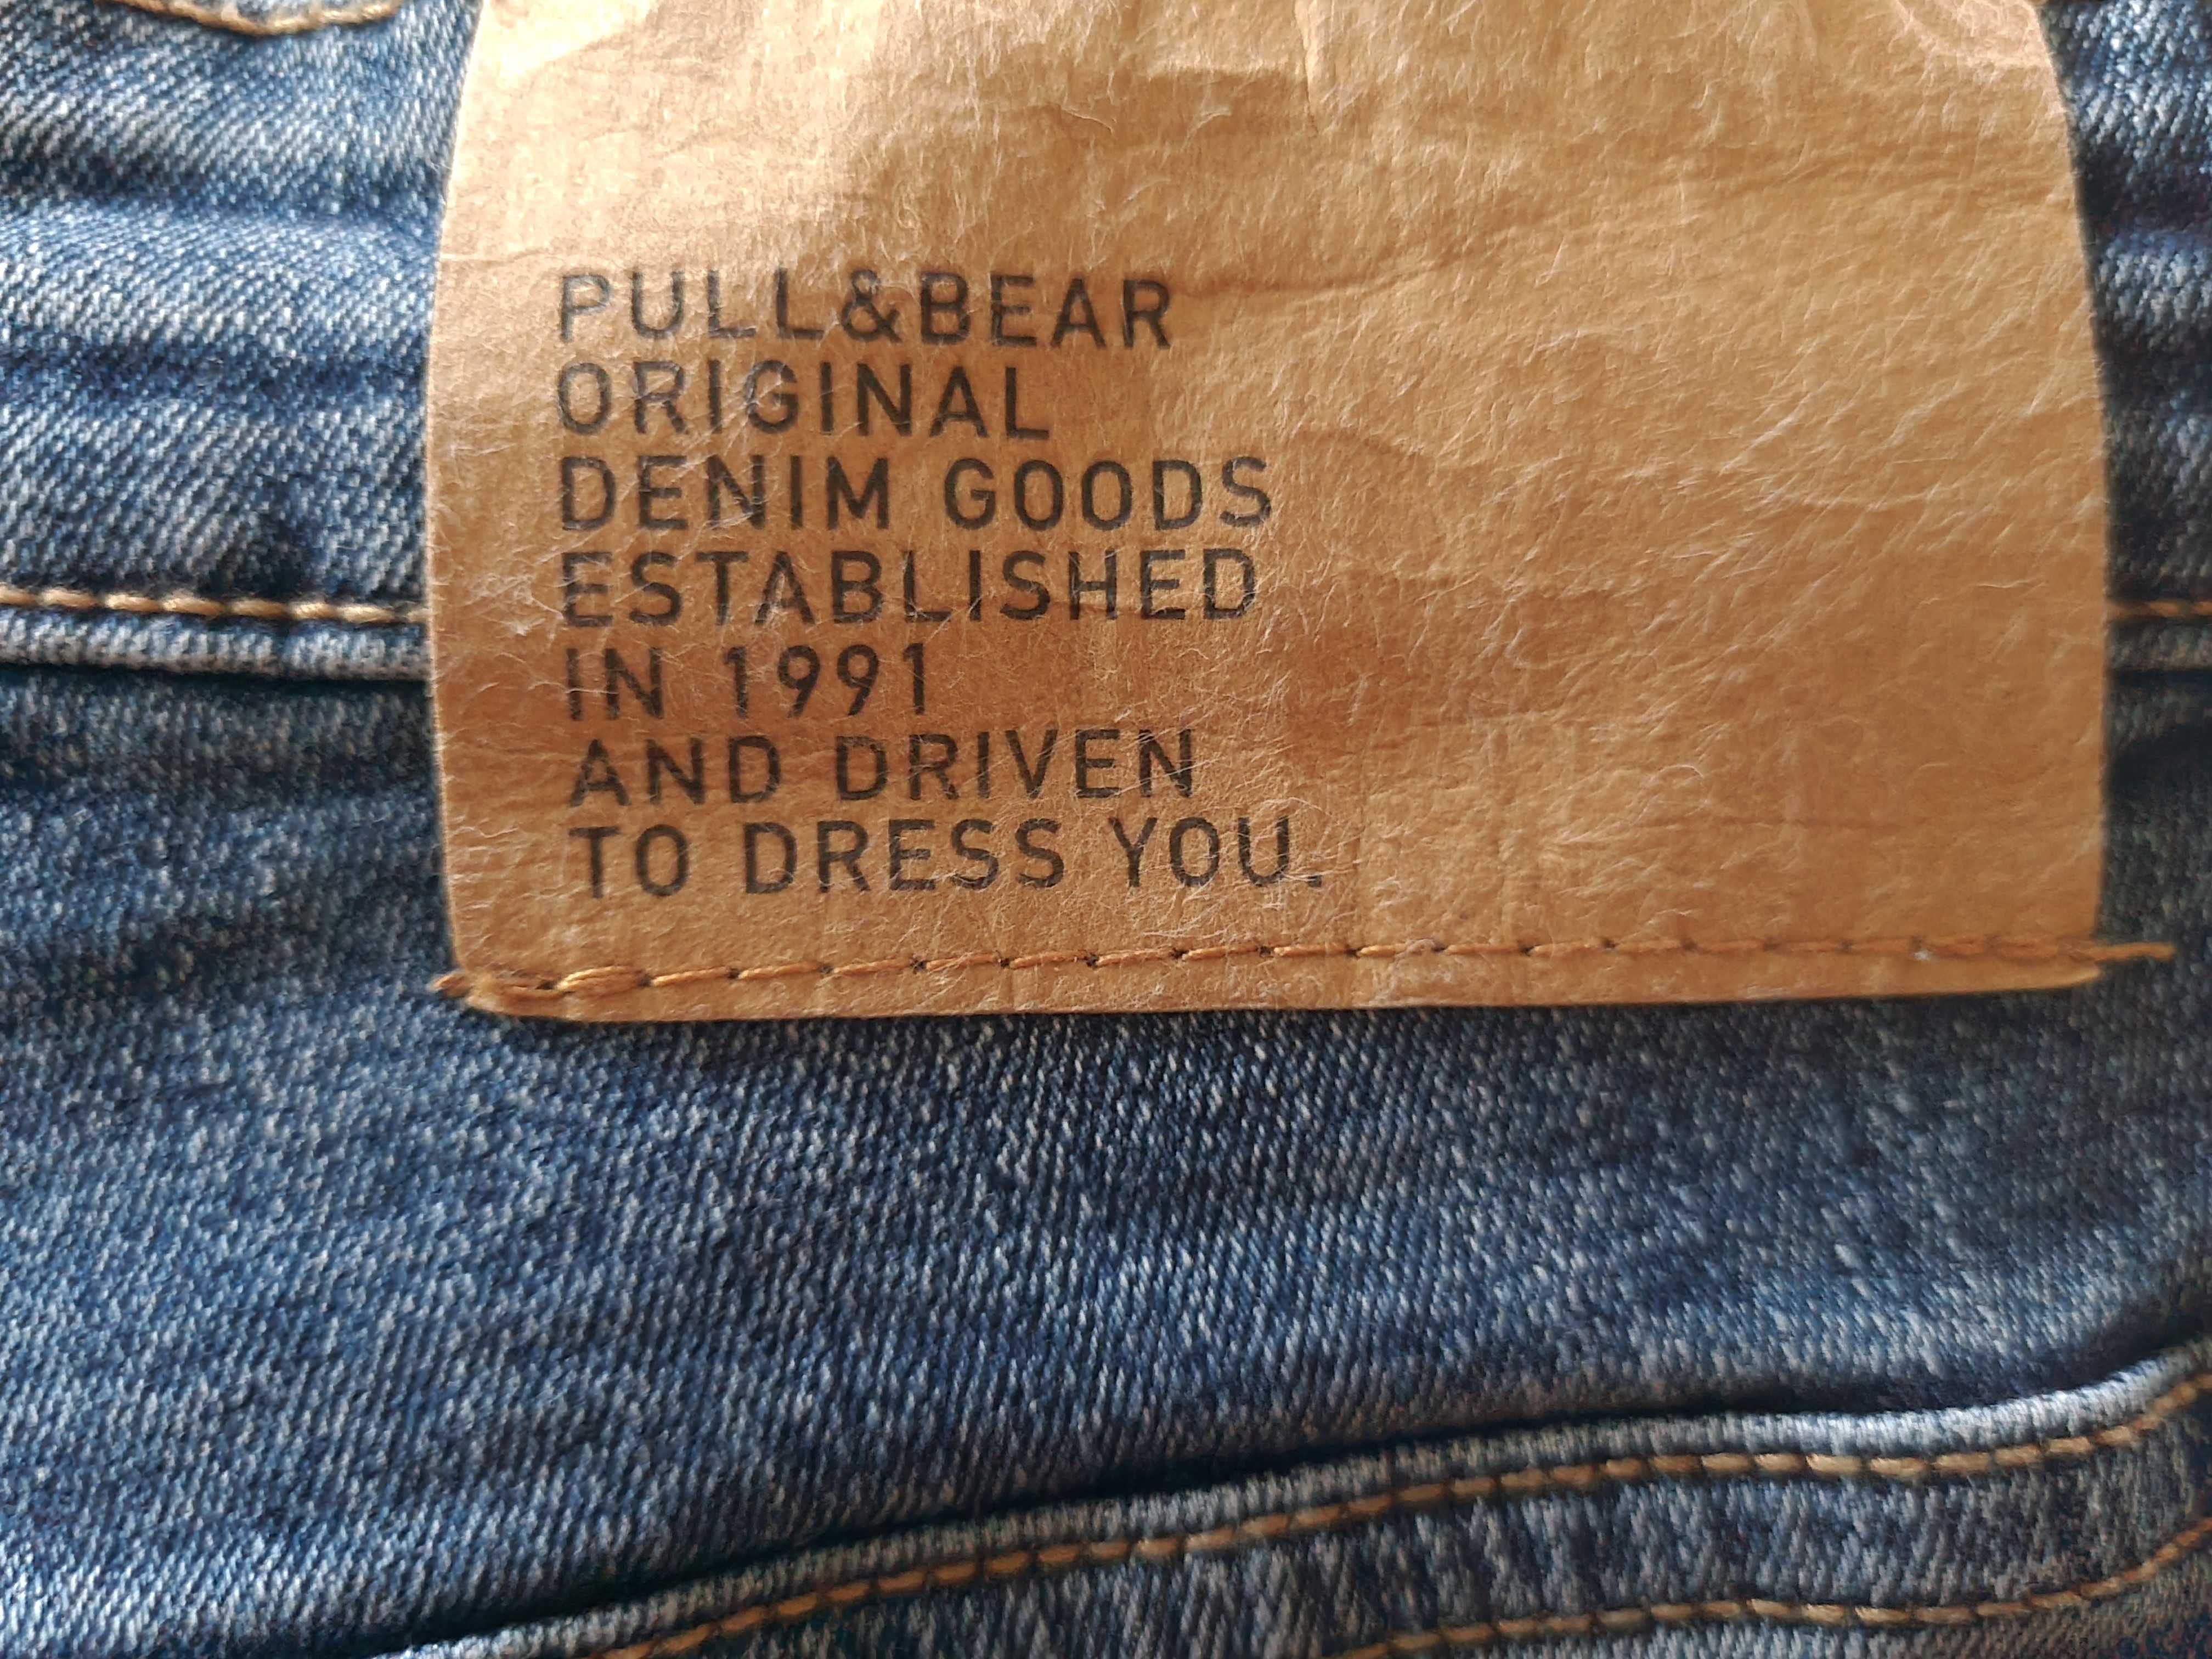 PULL&BEAR
ORIGINAL
DENIM GOODS
ESTABLISHED
IN 1991
AND DRIVEN
TO DRESS YOU.